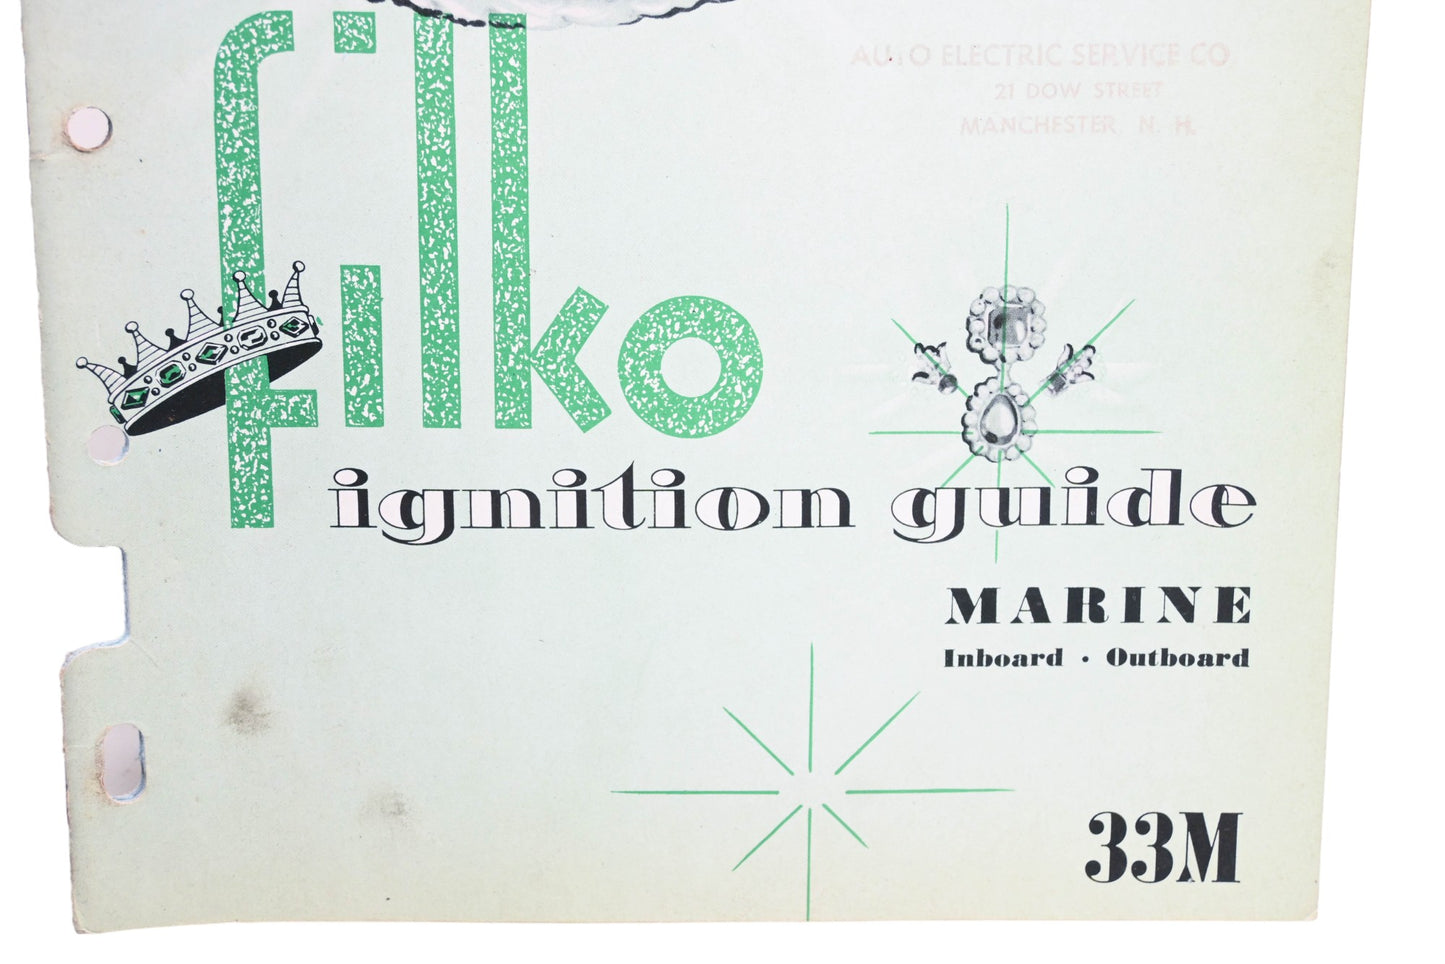 AUTO ELECTRIC SERVICE CO
21 DOW STREET
MANCHESTER, N. H.
filko
ignition guide
MARINE
Inboard · Outboard
33M